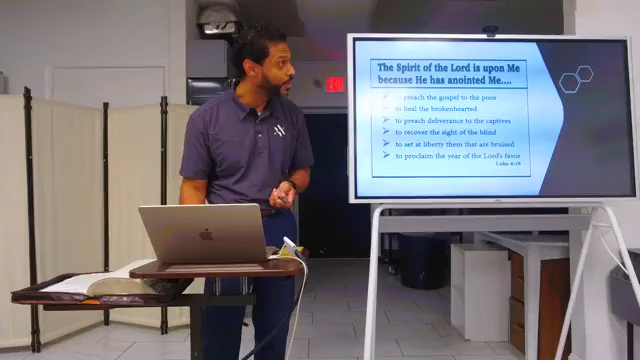 The Spirit of the Lord is upon Me
because He has anointed Me....
to preach the gospel to the poor
to heal the brokenhearted
to preach deliverance to the captives
to recover the sight of the blind
to set at liberty them that are bruised
to proclaim the year of the Lord's favor
Luke 4:18
EXIT